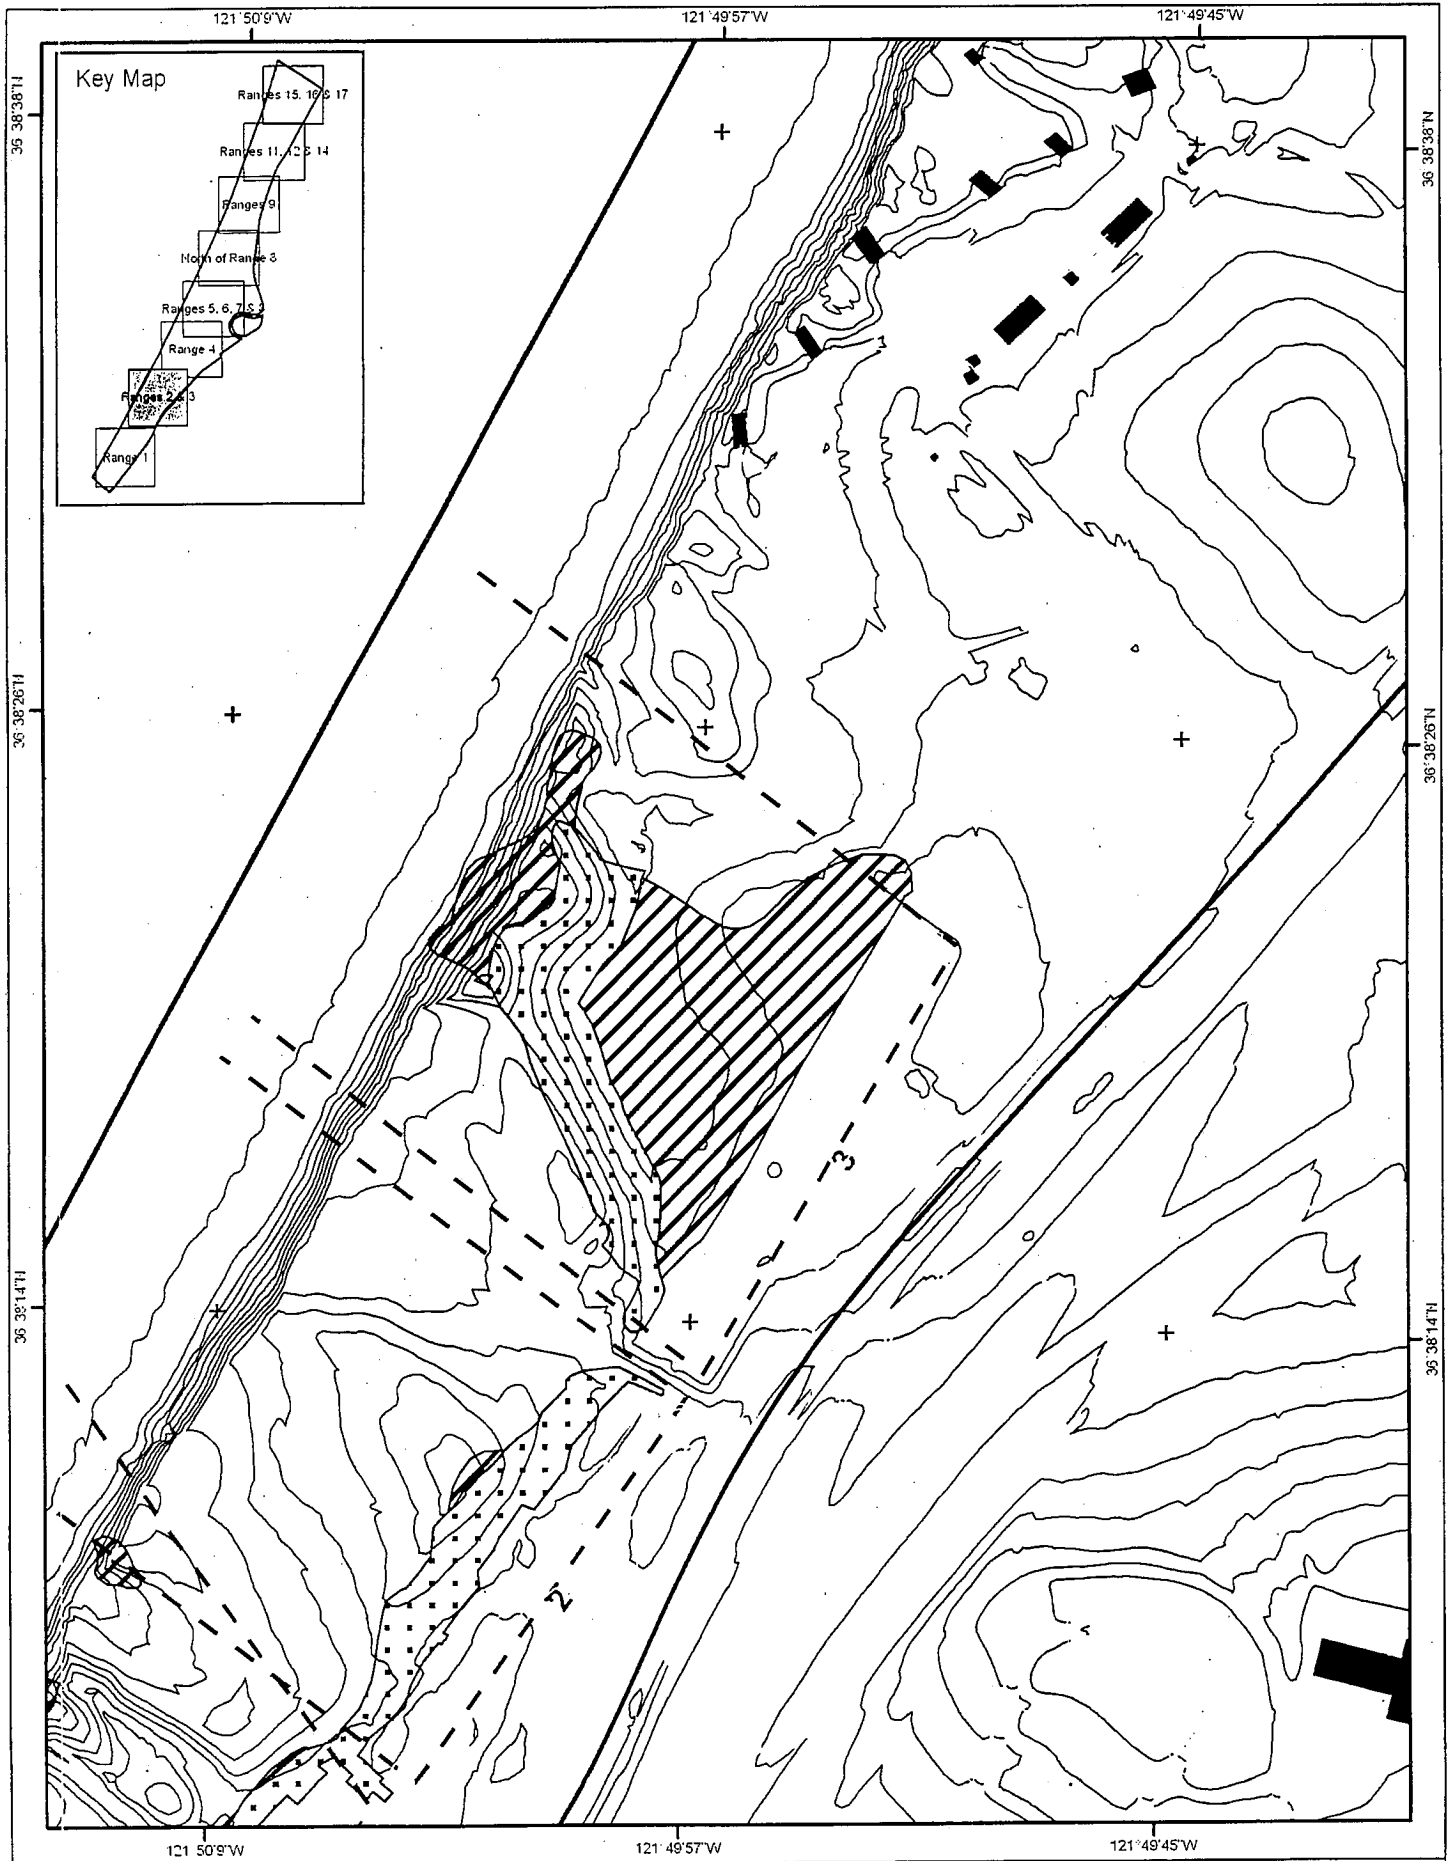 121°50'9"W
121°49'57"W
121°49'45"W
36°38'38"N
36°38'38"N
Key Map
Ranges 15, 16 & 17
Ranges 11, 12 & 14
Ranges 9
North of Range 8
Ranges 5, 6, 7 & 8
Range 4
Ranges 2 & 3
Range 1
36°38'26"N
36°38'26"N
3
36°38'14"N
36°38'14"N
2
121°50'9"W
121°49'57"W
121°49'45"W